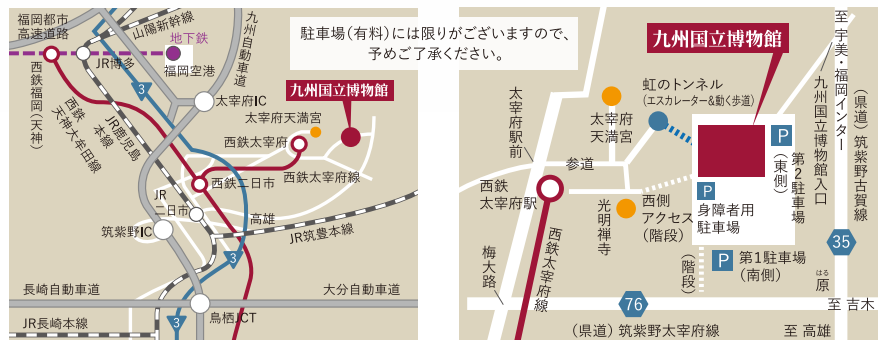 福岡都市
高速道路
山陽新幹線
地下鉄
九州自動車道
JR博多
福岡空港
3
西鉄福岡(天神)
西鉄
天神大牟田線
JR鹿児島
本線
太宰府IC
九州国立博物館
太宰府天満宮
西鉄太宰府
西鉄二日市
西鉄太宰府線
JR
二日市
高雄
筑紫野IC
JR筑豊本線
3
長崎自動車道
大分自動車道
鳥栖JCT
3
JR長崎本線
駐車場(有料)には限りがございますので、
予めご了承ください。
九州国立博物館
至 宇美・福岡インター
(県道)筑紫野古賀線
九州国立博物館入口
虹のトンネル
(エスカレーター&動く歩道)
太宰府
天満宮
太宰府駅前
参道
P
第2駐車場
(東側)
P
身障者用
駐車場
西鉄
太宰府駅
西側
アクセス
(階段)
光明禅寺
梅大路
西鉄太宰府線
(階段)
P
第1駐車場
(南側)
35
はる
原
76
至 吉木
(県道)筑紫野太宰府線
至 高雄